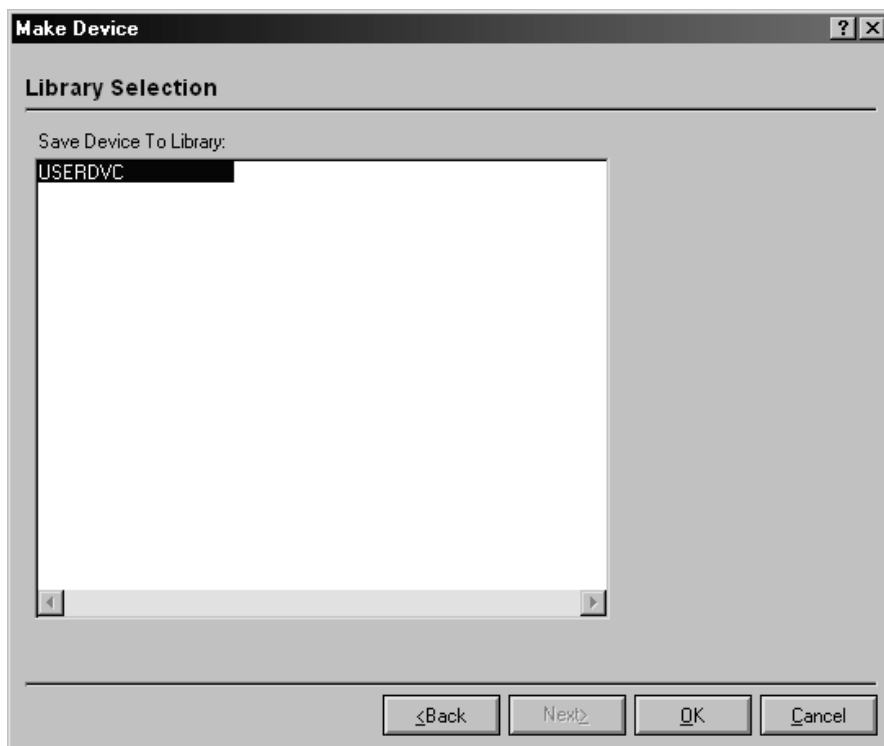 Make Device
Library Selection
Save Device To Library:
USERDVC
<Back Next> OK Cancel